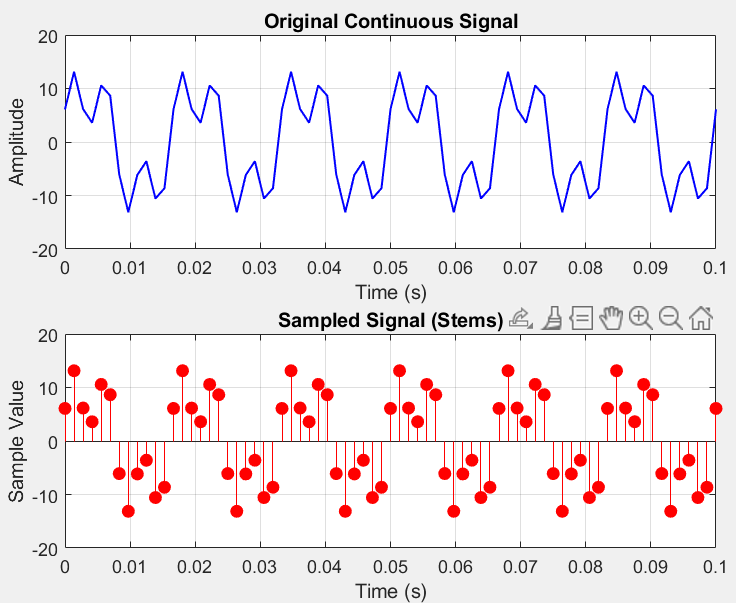 Original Continuous Signal
20
10
0
-10
-20
Amplitude
0 0.01 0.02 0.03 0.04 0.05 0.06 0.07 0.08 0.09 0.1
Time (s)
Sampled Signal (Stems)
20
10
0
-10
-20
Sample Value
0 0.01 0.02 0.03 0.04 0.05 0.06 0.07 0.08 0.09 0.1
Time (s)